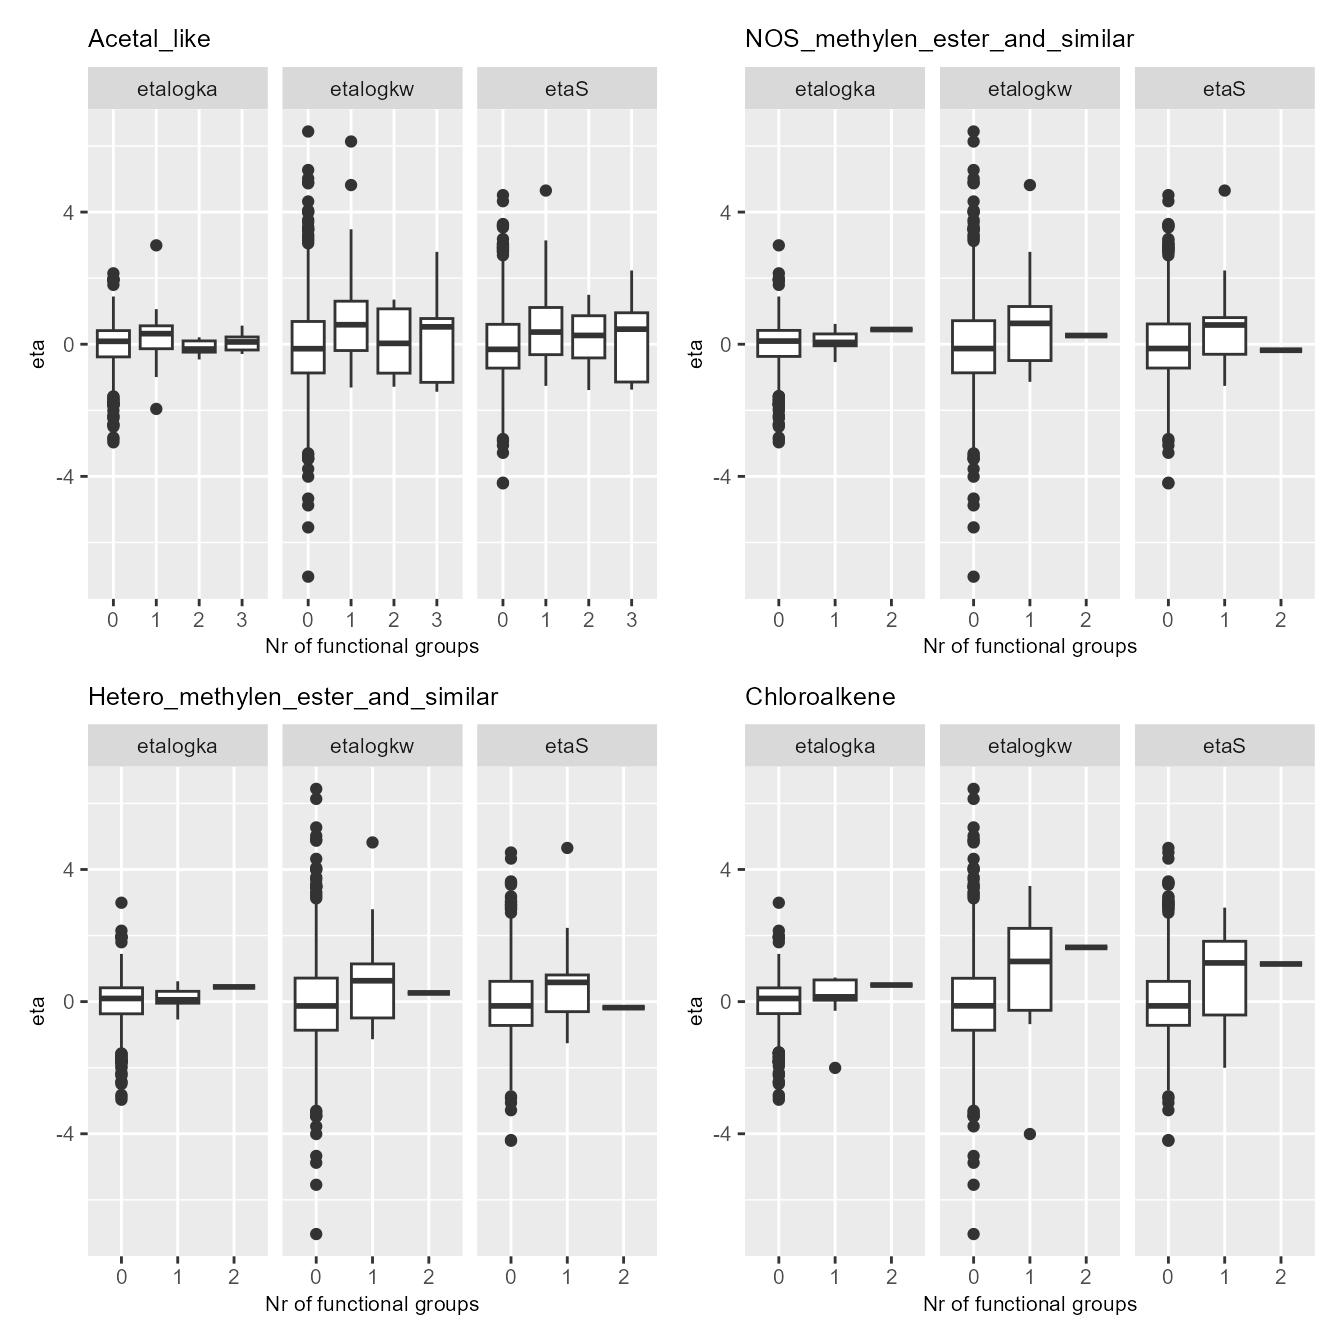 Acetal_like
etalogka etalogkw etaS
eta
4
0
-4
0 1 2 3 0 1 2 3 0 1 2 3
Nr of functional groups
NOS_methylen_ester_and_similar
etalogka etalogkw etaS
eta
4
0
-4
0 1 2 0 1 2 0 1 2
Nr of functional groups
Hetero_methylen_ester_and_similar
etalogka etalogkw etaS
eta
4
0
-4
0 1 2 0 1 2 0 1 2
Nr of functional groups
Chloroalkene
etalogka etalogkw etaS
eta
4
0
-4
0 1 2 0 1 2 0 1 2
Nr of functional groups